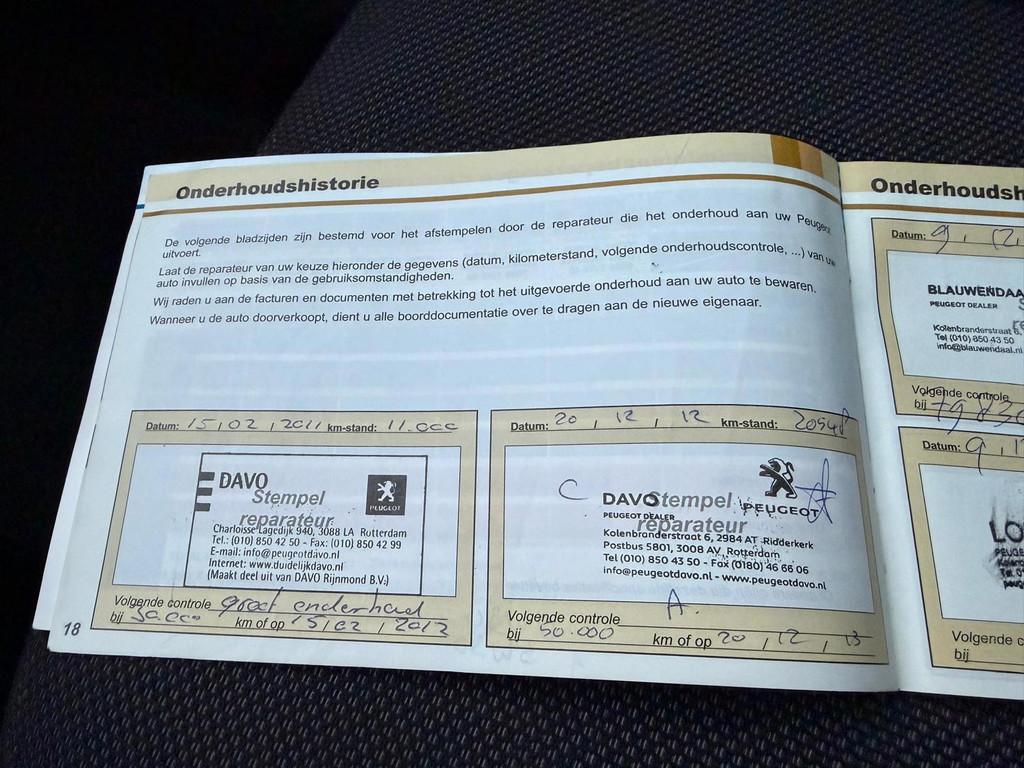 Onderhoudshistorie
De volgende bladzijden zijn bestemd voor het afstempelen door de reparateur die het onderhoud aan uw Peugeot
uitvoert.
Laat de reparateur van uw keuze hieronder de gegevens (datum, kilometerstand, volgende onderhoudscontrole, ...) van uw
auto invullen op basis van de gebruiksomstandigheden.
Wij raden u aan de facturen en documenten met betrekking tot het uitgevoerde onderhoud aan uw auto te bewaren.
Wanneer u de auto doorverkoopt, dient u alle boorddocumentatie over te dragen aan de nieuwe eigenaar.
Datum: 15 / 02 / 2011 km-stand: 11.000
DAVO
Stempel
PEUGEOT
reparateur
Charloisse Lagedijk 940, 3088 LA Rotterdam
Tel.: (010) 850 42 50 - Fax: (010) 850 42 99
E-mail: info@peugeotdavo.nl
Internet: www.duidelijkdavo.nl
(Maakt deel uit van DAVO Rijnmond B.V.)
Volgende controle groot onderhoud
bij 30.000 km of op 15 / 02 / 2012
18
Datum: 20 / 12 / 12 km-stand:
C
DAVO Stempel PEUGEOT
PEUGEOT DEALER
reparateur
Kolenbranderstraat 6, 2984 AT Ridderkerk
Postbus 5801, 3008 AV Rotterdam
Tel (010) 850 43 50 - Fax (0180) 46 66 06
info@peugeotdavo.nl - www.peugeotdavo.nl
A.
Volgende controle
bij 50.000 km of op 20 / 12 / 13
Onderhoudsh
Datum: 9 / 12
BLAUWENDAA
PEUGEOT DEALER
Kolenbranderstraat 6,
Tel (010) 850 43 50
info@blauwendaal.nl
Volgende controle
bij
Datum: 9
LO
Volgende c
bij